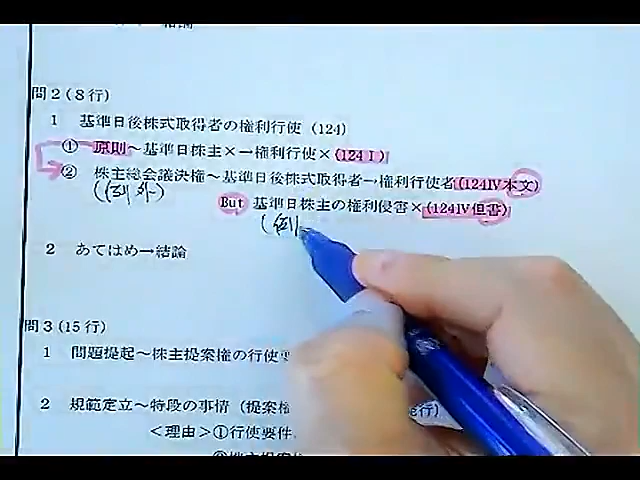 問2(8行)
1 基準日後株式取得者の権利行使(124)
① 原則～基準日株主×→権利行使×(124Ⅰ)
② 株主総会議決権～基準日後株式取得者→権利行使者(124Ⅳ本文)
(例外)
But 基準日株主の権利侵害×(124Ⅳ但書)
(例
2 あてはめ→結論
問3(15行)
1 問題提起～株主提案権の行使
2 規範定立～特段の事情(提案権 行)
<理由>①行使要件